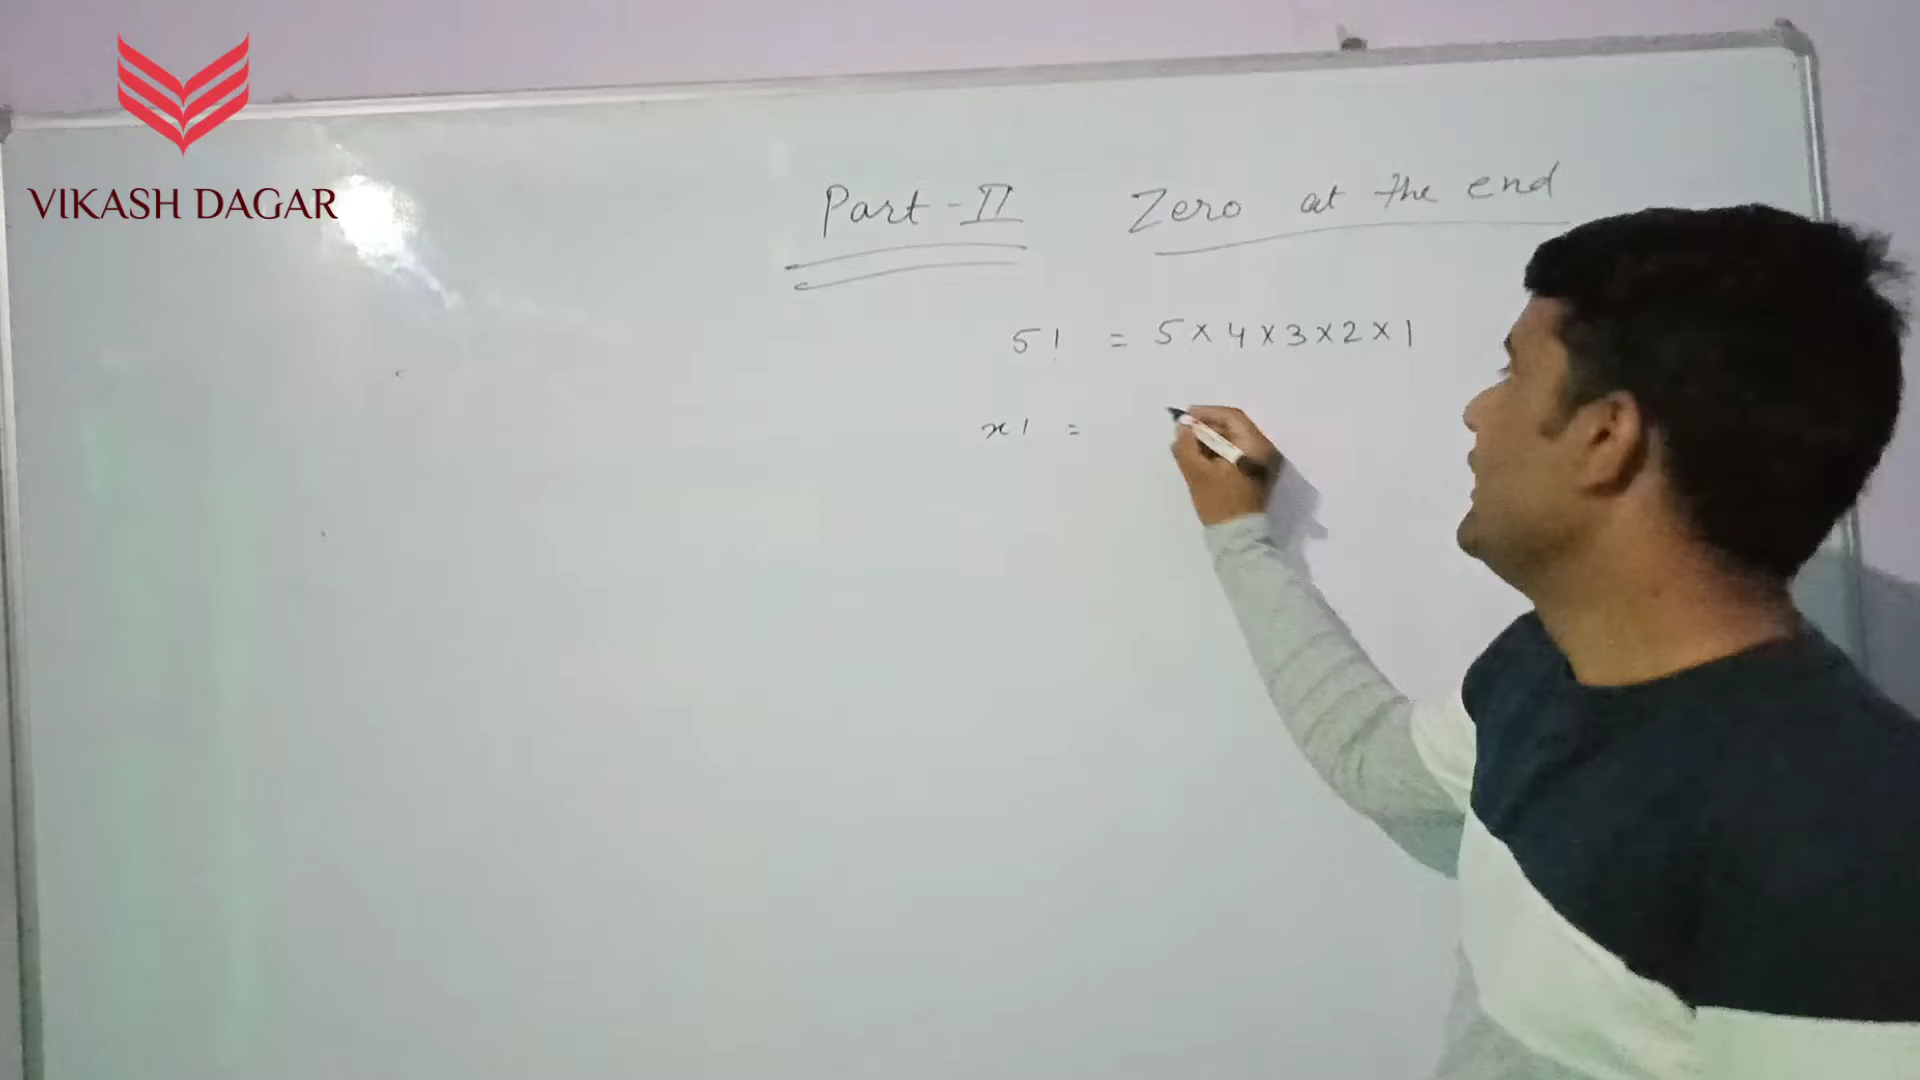 VIKASH DAGAR
Part-II Zero at the end
5! = 5×4×3×2×1
x! =